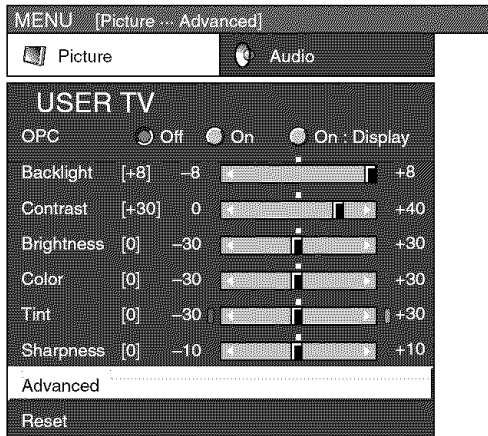 MENU [Picture ... Advanced]
Picture Audio
USER TV
OPC Off On On : Display
Backlight [+8] −8 +8
Contrast [+30] 0 +40
Brightness [0] −30 +30
Color [0] −30 +30
Tint [0] −30 +30
Sharpness [0] −10 +10
Advanced
Reset